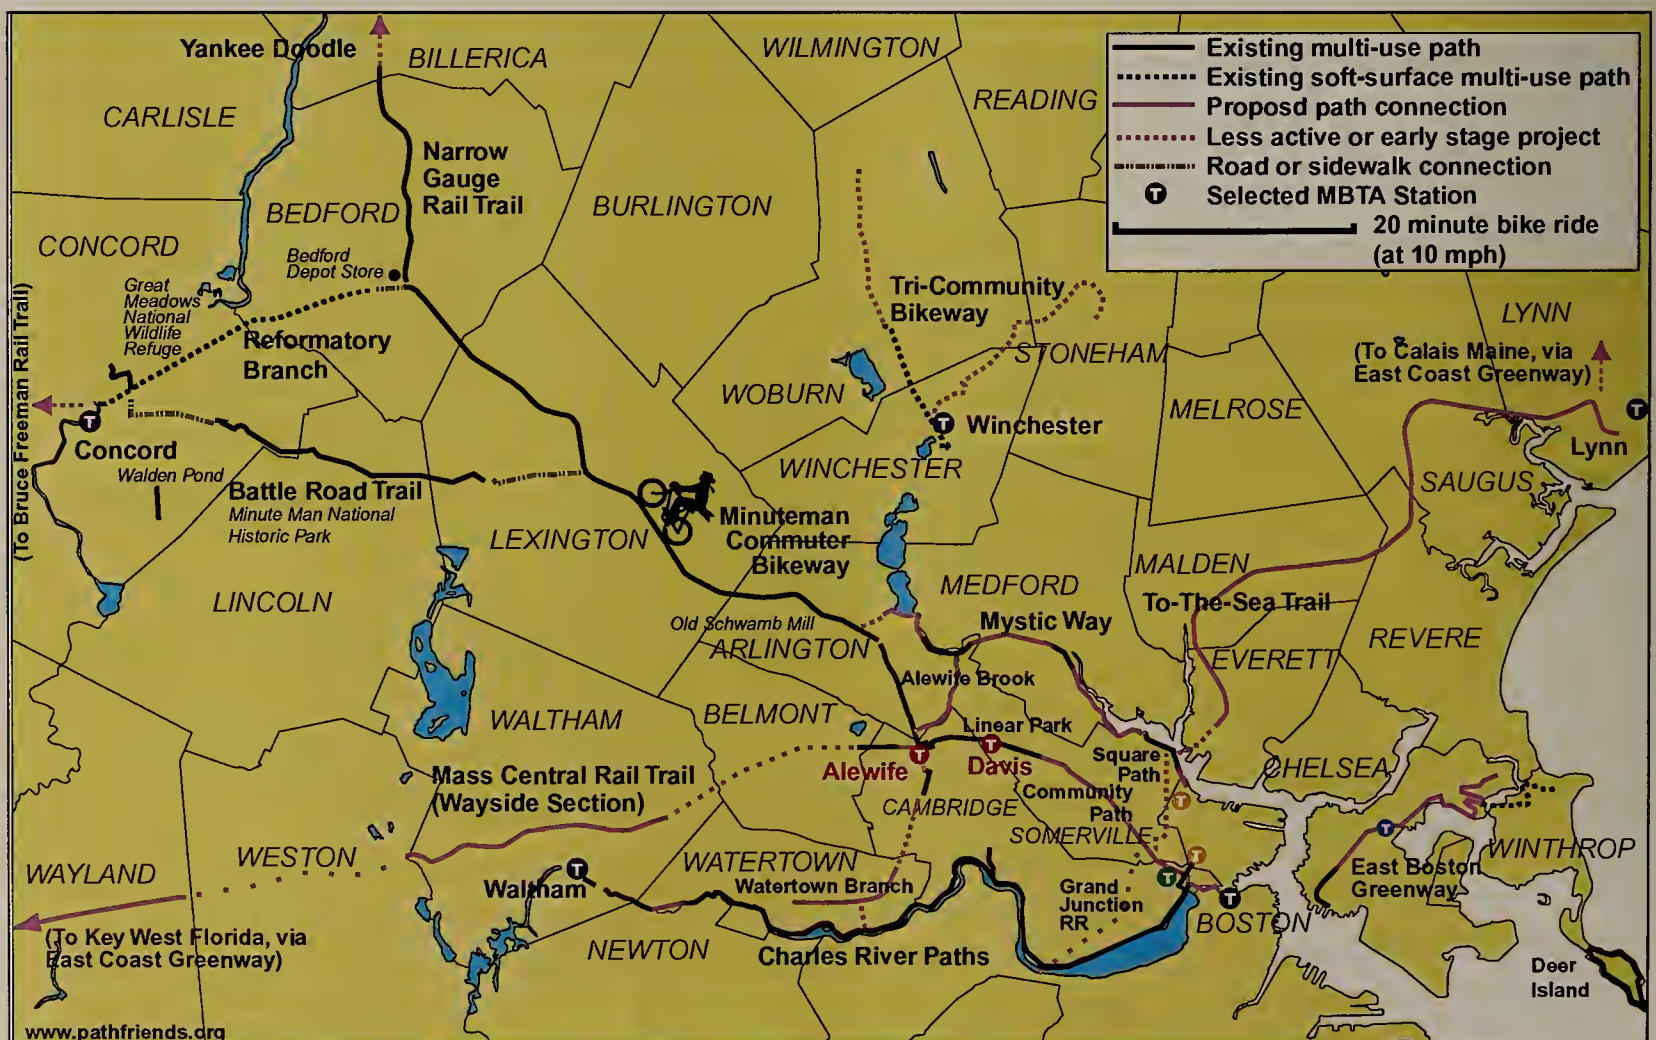 Yankee Doodle
BILLERICA
WILMINGTON
READING
CARLISLE
Existing multi-use path
Existing soft-surface multi-use path
Proposd path connection
Less active or early stage project
Road or sidewalk connection
T Selected MBTA Station
20 minute bike ride
(at 10 mph)
Narrow
Gauge
Rail Trail
BEDFORD
BURLINGTON
CONCORD
Bedford
Depot Store
Great
Meadows
National
Wildlife
Refuge
Reformatory
Branch
(To Bruce Freeman Rail Trail)
Tri-Community
Bikeway
STONEHAM
LYNN
(To Calais Maine, via
East Coast Greenway)
WOBURN
MELROSE
T
T Winchester
T
Concord
Lynn
WINCHESTER
SAUGUS
Walden Pond
Battle Road Trail
Minute Man National
Historic Park
LEXINGTON
Minuteman
Commuter
Bikeway
MALDEN
MEDFORD
LINCOLN
To-The-Sea Trail
Old Schwamb Mill
Mystic Way
ARLINGTON
REVERE
EVERETT
Alewife Brook
WALTHAM
BELMONT
Linear Park
T
T
Alewife
Davis
Square
Path
CHELSEA
Mass Central Rail Trail
(Wayside Section)
Community
Path
T
CAMBRIDGE
SOMERVILLE
T
WINTHROP
WESTON
WAYLAND
WATERTOWN
T
T
T
Waltham
Watertown Branch
East Boston
Greenway
Grand
Junction
RR
T
BOSTON
(To Key West Florida, via
East Coast Greenway)
NEWTON
Charles River Paths
Deer
Island
www.pathfriends.org